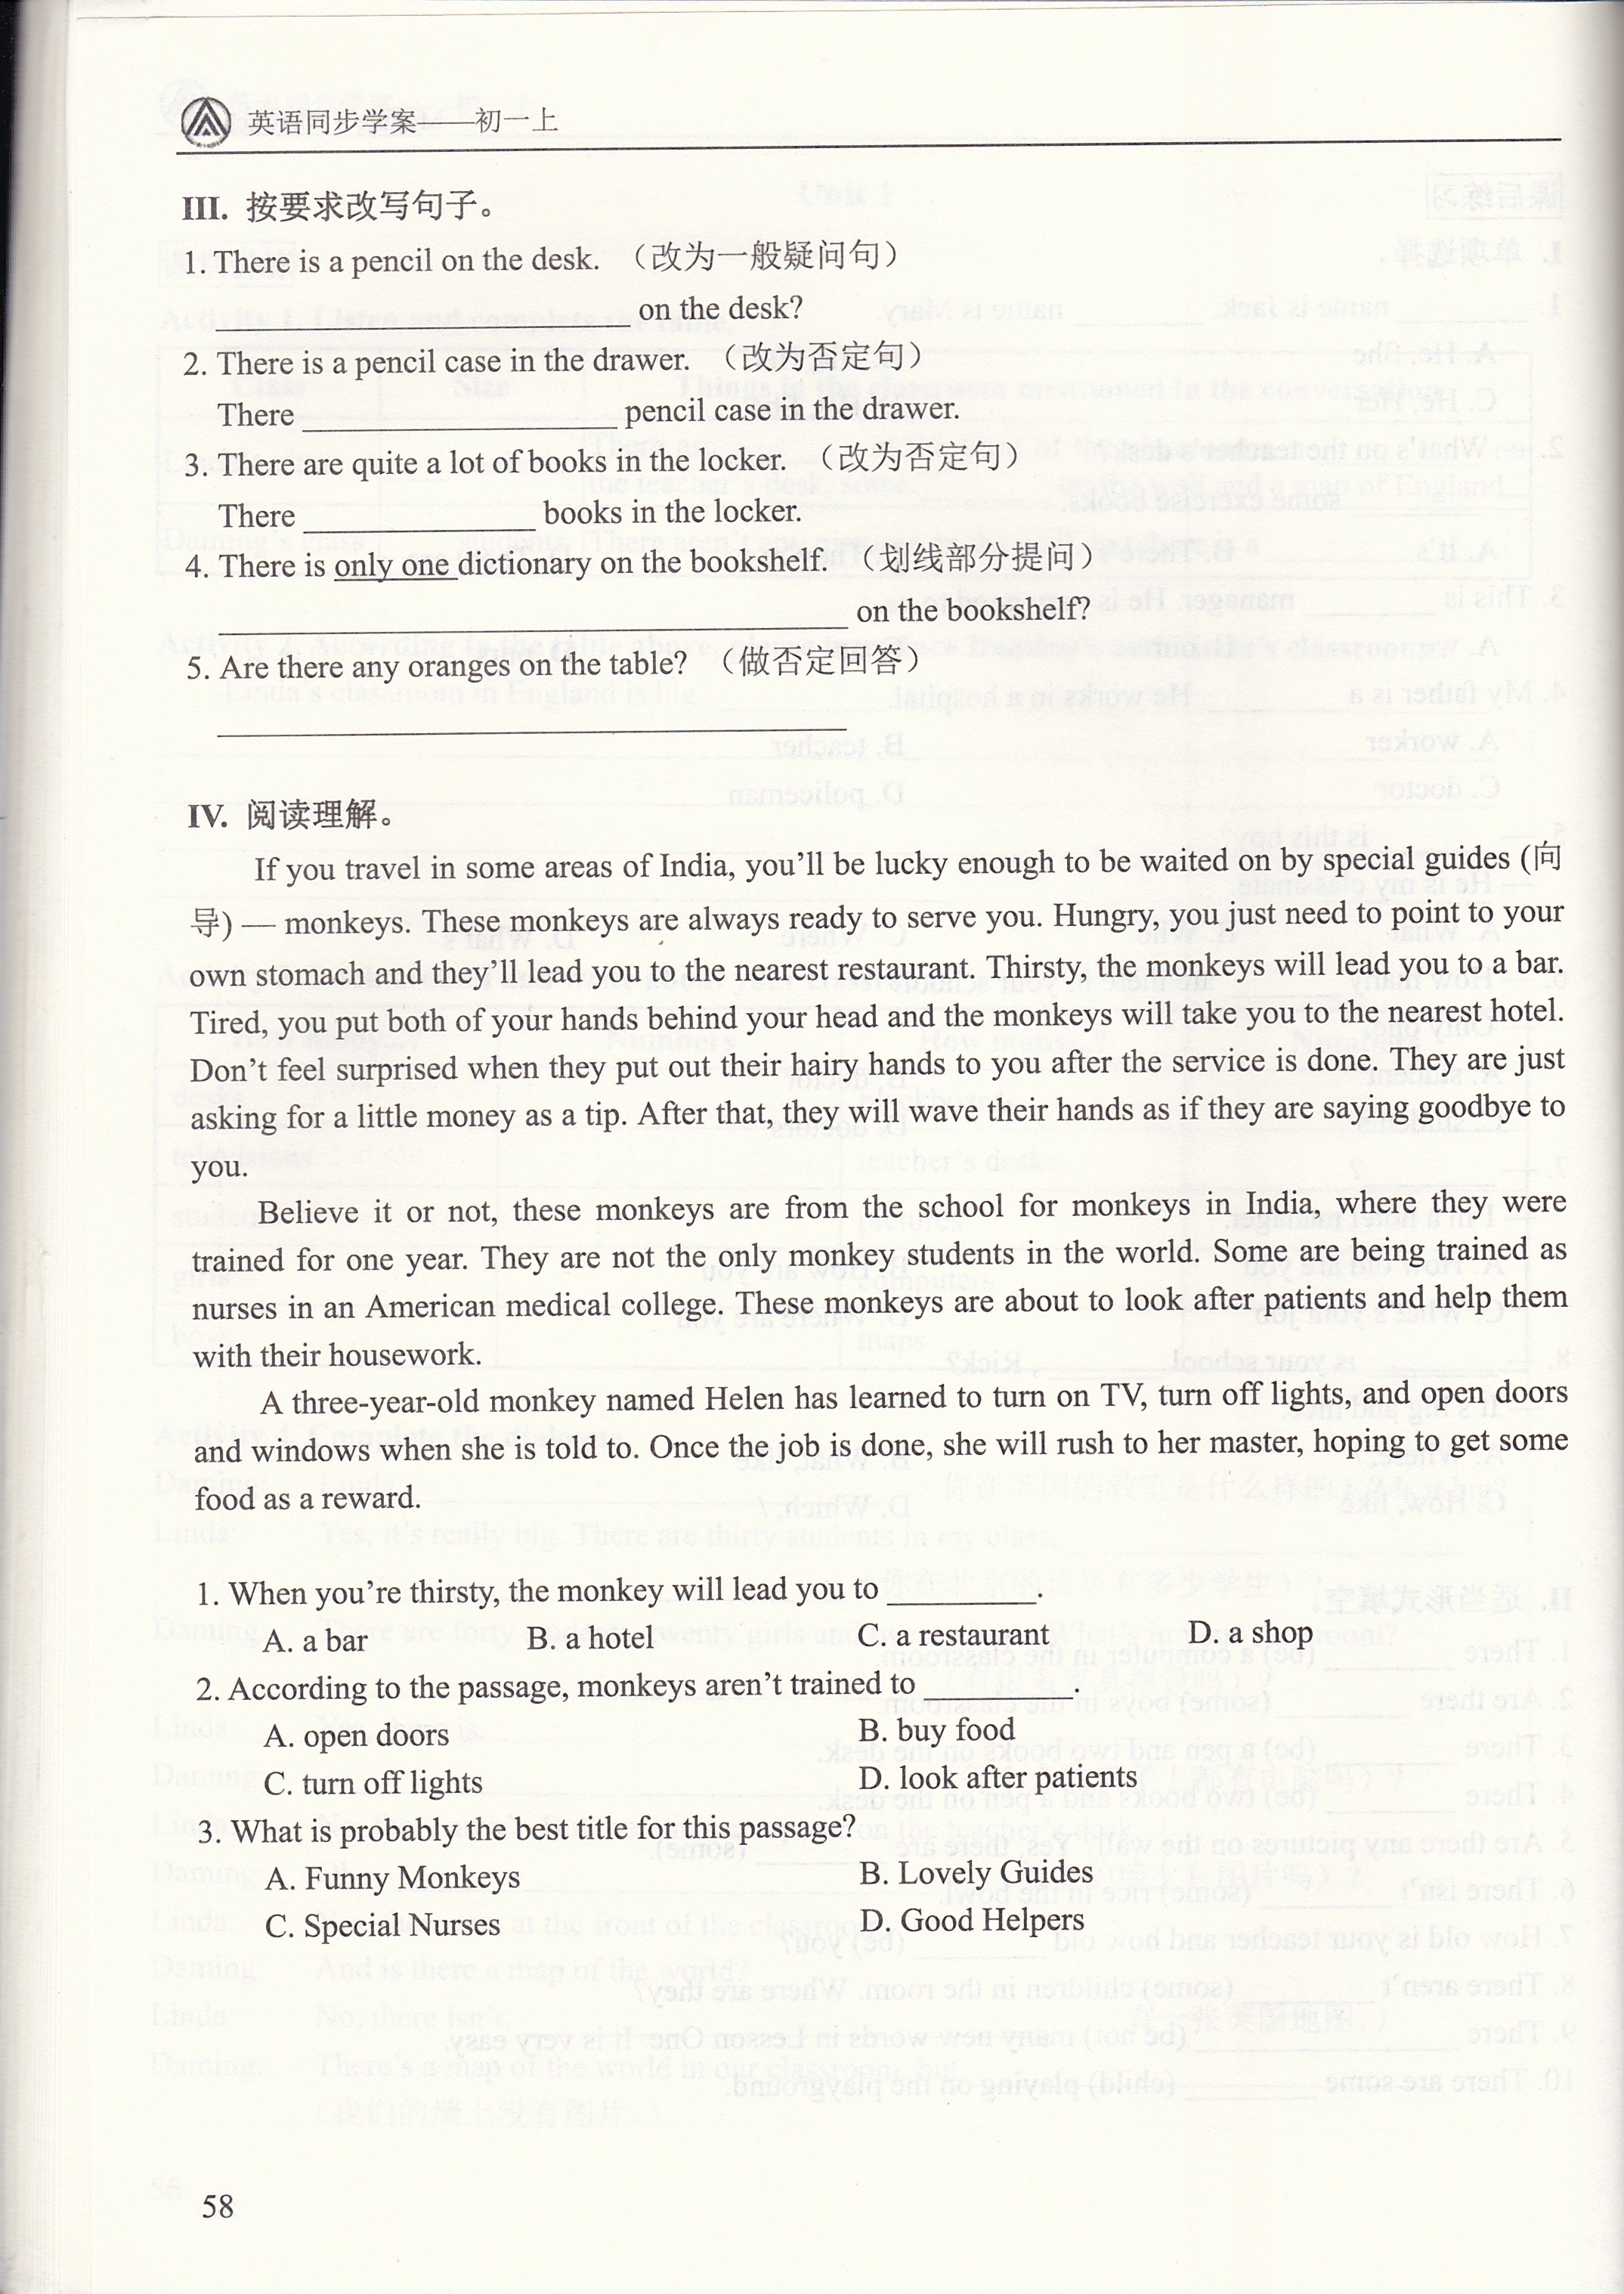 英语同步学案——初一上
III. 按要求改写句子。
1. There is a pencil on the desk. （改为一般疑问句）
__________ on the desk?
2. There is a pencil case in the drawer. （改为否定句）
There __________ pencil case in the drawer.
3. There are quite a lot of books in the locker. （改为否定句）
There __________ books in the locker.
4. There is only one dictionary on the bookshelf. （划线部分提问）
__________ on the bookshelf?
5. Are there any oranges on the table? （做否定回答）
__________
IV. 阅读理解。
If you travel in some areas of India, you’ll be lucky enough to be waited on by special guides (向
导) — monkeys. These monkeys are always ready to serve you. Hungry, you just need to point to your
own stomach and they’ll lead you to the nearest restaurant. Thirsty, the monkeys will lead you to a bar.
Tired, you put both of your hands behind your head and the monkeys will take you to the nearest hotel.
Don’t feel surprised when they put out their hairy hands to you after the service is done. They are just
asking for a little money as a tip. After that, they will wave their hands as if they are saying goodbye to
you.
Believe it or not, these monkeys are from the school for monkeys in India, where they were
trained for one year. They are not the only monkey students in the world. Some are being trained as
nurses in an American medical college. These monkeys are about to look after patients and help them
with their housework.
A three-year-old monkey named Helen has learned to turn on TV, turn off lights, and open doors
and windows when she is told to. Once the job is done, she will rush to her master, hoping to get some
food as a reward.
1. When you’re thirsty, the monkey will lead you to __________.
A. a bar B. a hotel C. a restaurant D. a shop
2. According to the passage, monkeys aren’t trained to __________.
A. open doors B. buy food
C. turn off lights D. look after patients
3. What is probably the best title for this passage?
A. Funny Monkeys B. Lovely Guides
C. Special Nurses D. Good Helpers
58